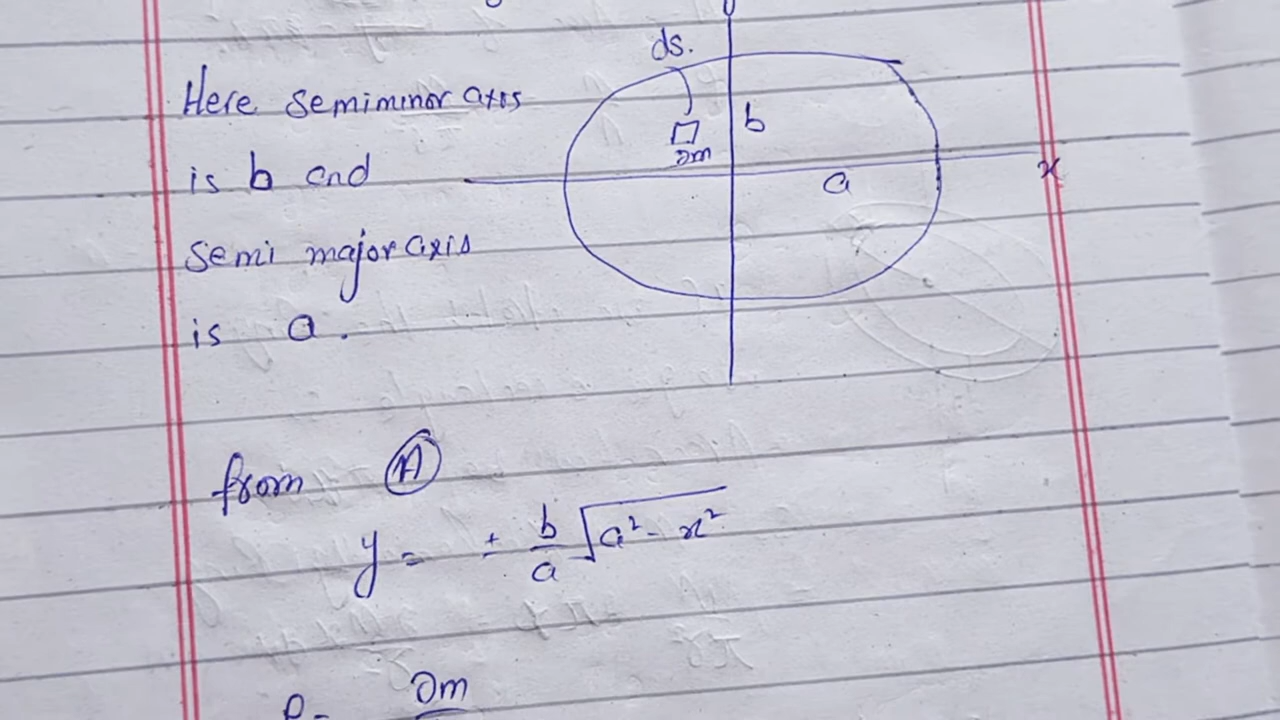 ds.
Here semiminor axis
b
∂m
is b and
a
x
semi major axis
is a.
from Ⓐ
y = ± b/a √a² - x²
∂m